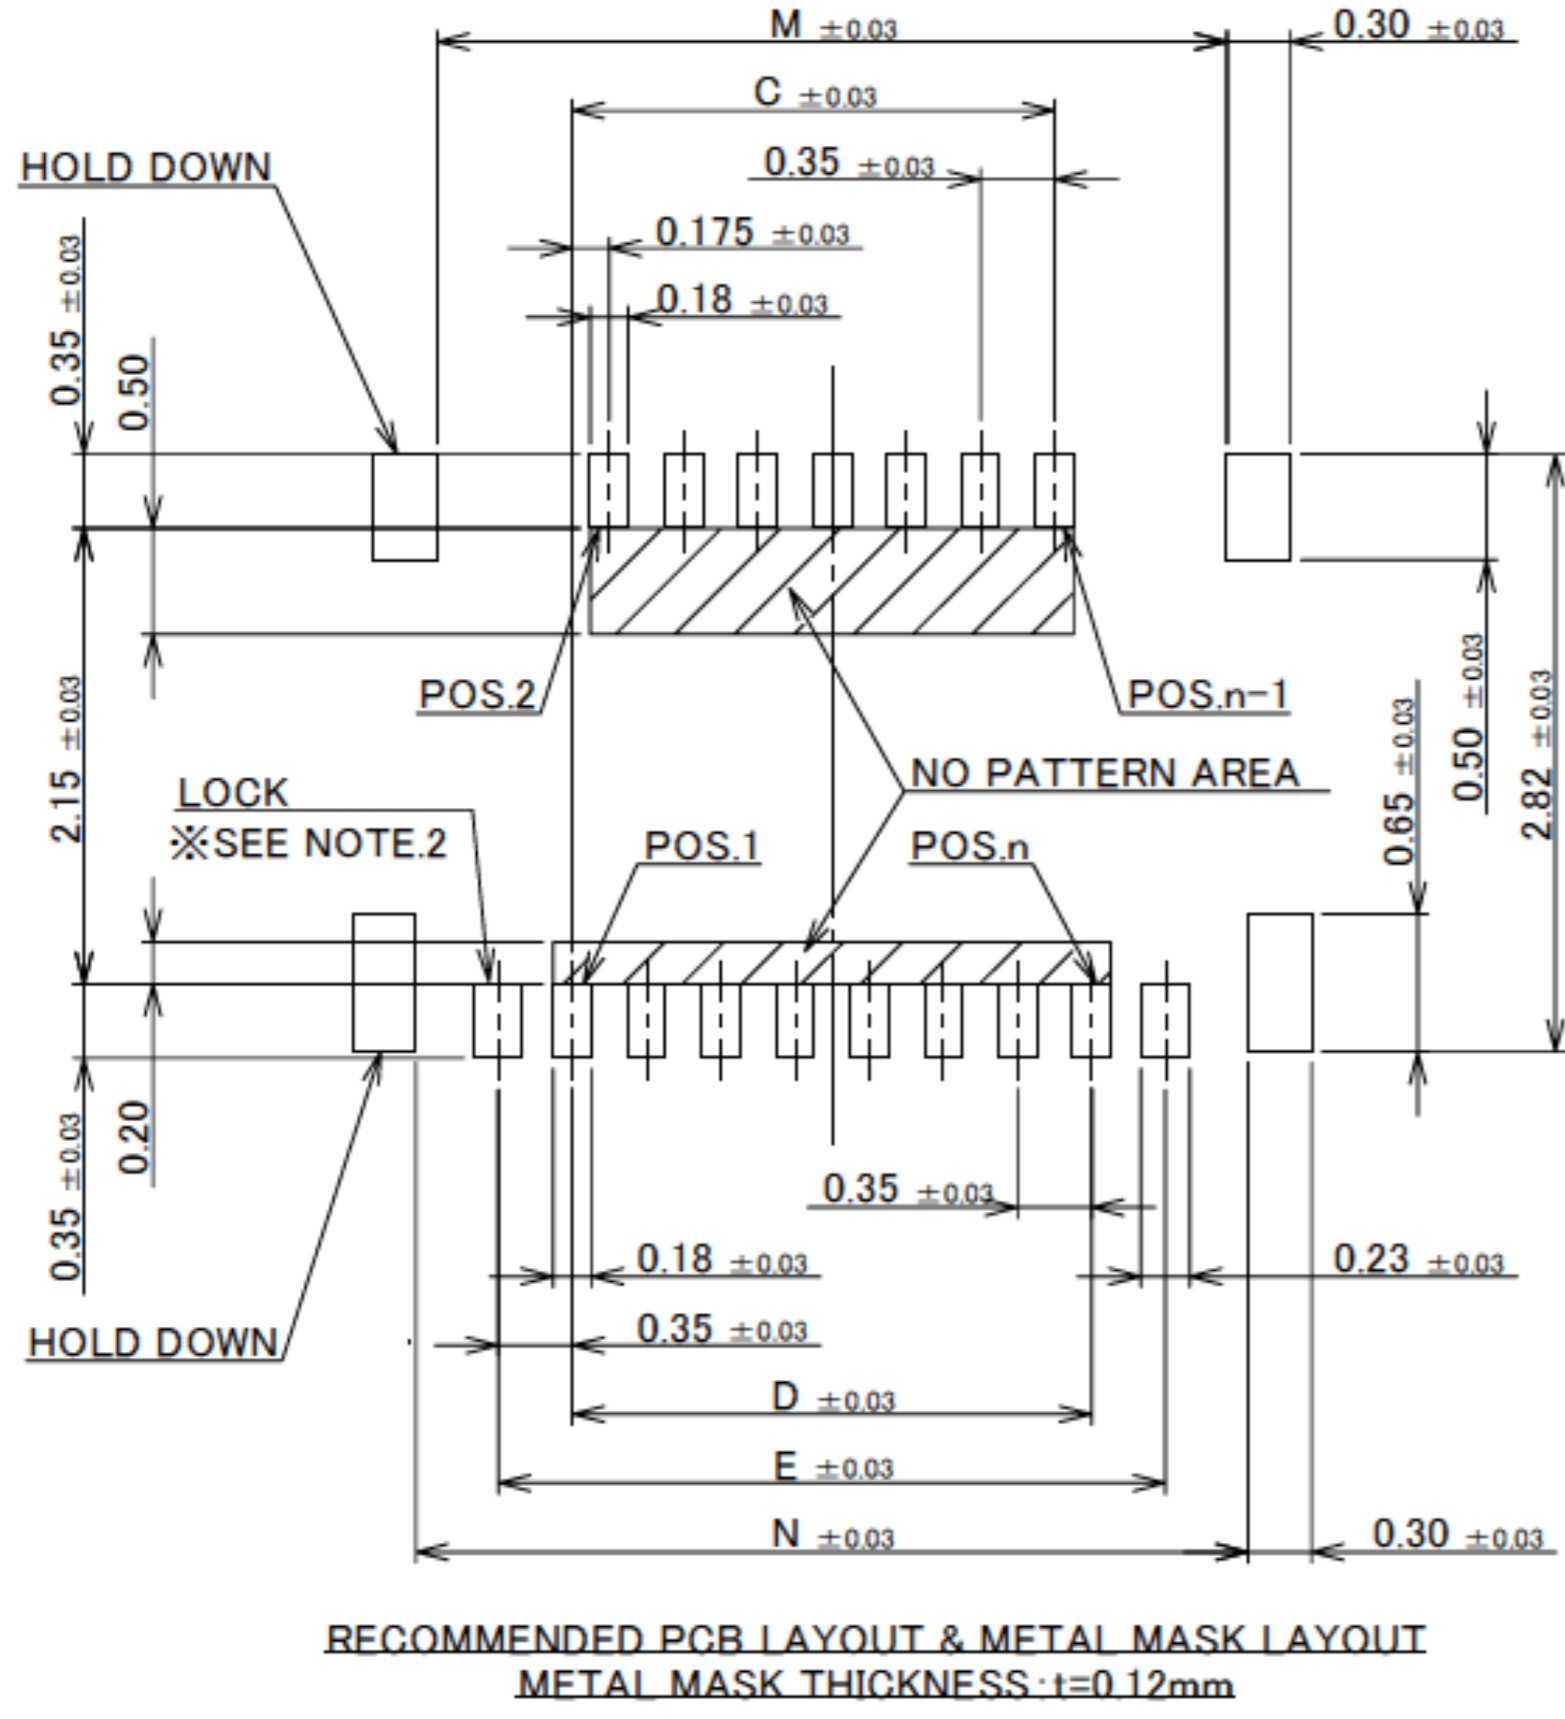 M ±0.03
0.30 ±0.03
C ±0.03
HOLD DOWN
0.35 ±0.03
0.175 ±0.03
0.18 ±0.03
0.35 ±0.03
0.50
POS.2
POS.n-1
2.15 ±0.03
NO PATTERN AREA
0.65 ±0.03
0.50 ±0.03
2.82 ±0.03
LOCK
※SEE NOTE.2
POS.1
POS.n
0.20
0.35 ±0.03
0.35 ±0.03
0.18 ±0.03
0.23 ±0.03
HOLD DOWN
0.35 ±0.03
D ±0.03
E ±0.03
N ±0.03
0.30 ±0.03
RECOMMENDED PCB LAYOUT & METAL MASK LAYOUT
METAL MASK THICKNESS:t=0.12mm